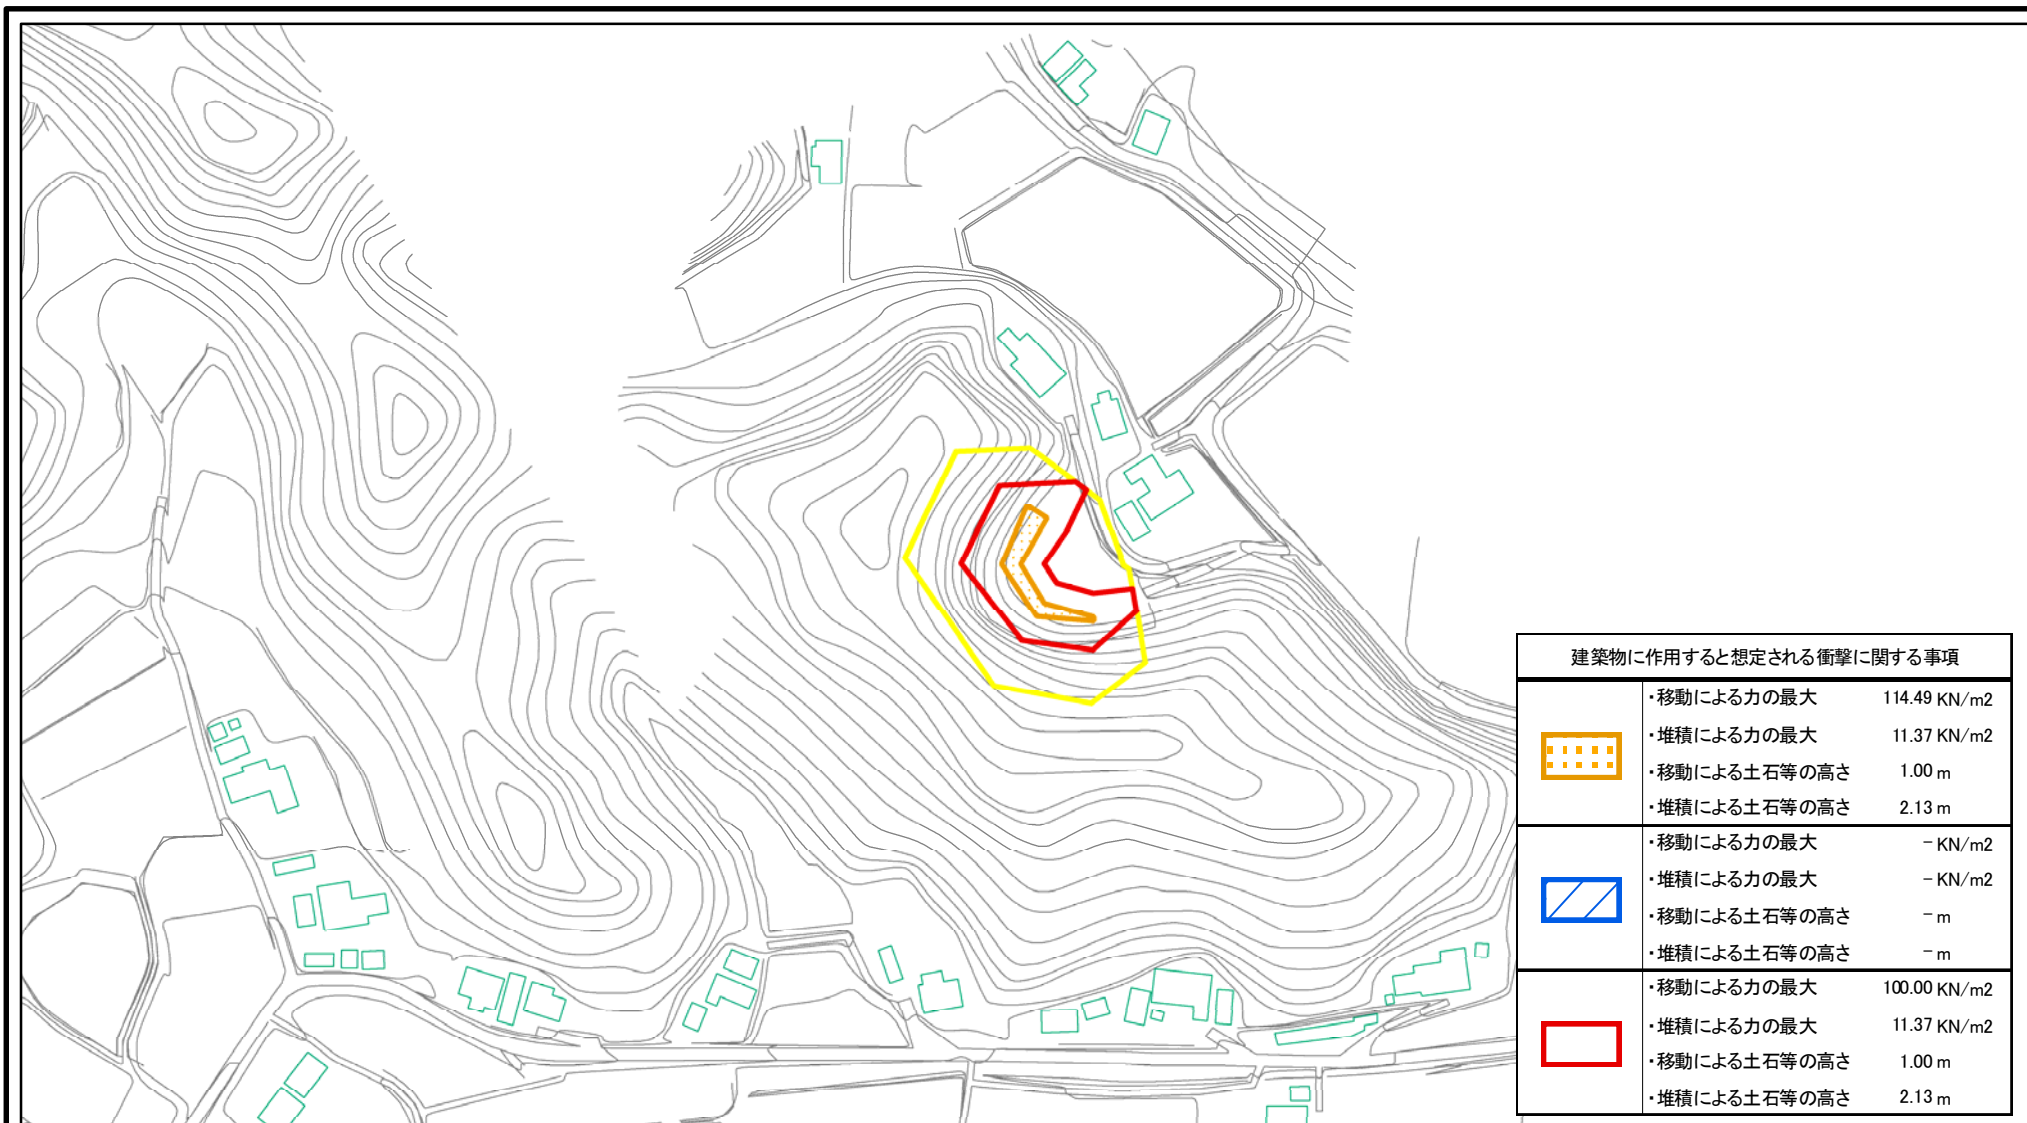 建築物に作用すると想定される衝撃に関する事項
・移動による力の最大 114.49 KN/m2
・堆積による力の最大 11.37 KN/m2
・移動による土石等の高さ 1.00 m
・堆積による土石等の高さ 2.13 m
・移動による力の最大 － KN/m2
・堆積による力の最大 － KN/m2
・移動による土石等の高さ － m
・堆積による土石等の高さ － m
・移動による力の最大 100.00 KN/m2
・堆積による力の最大 11.37 KN/m2
・移動による土石等の高さ 1.00 m
・堆積による土石等の高さ 2.13 m